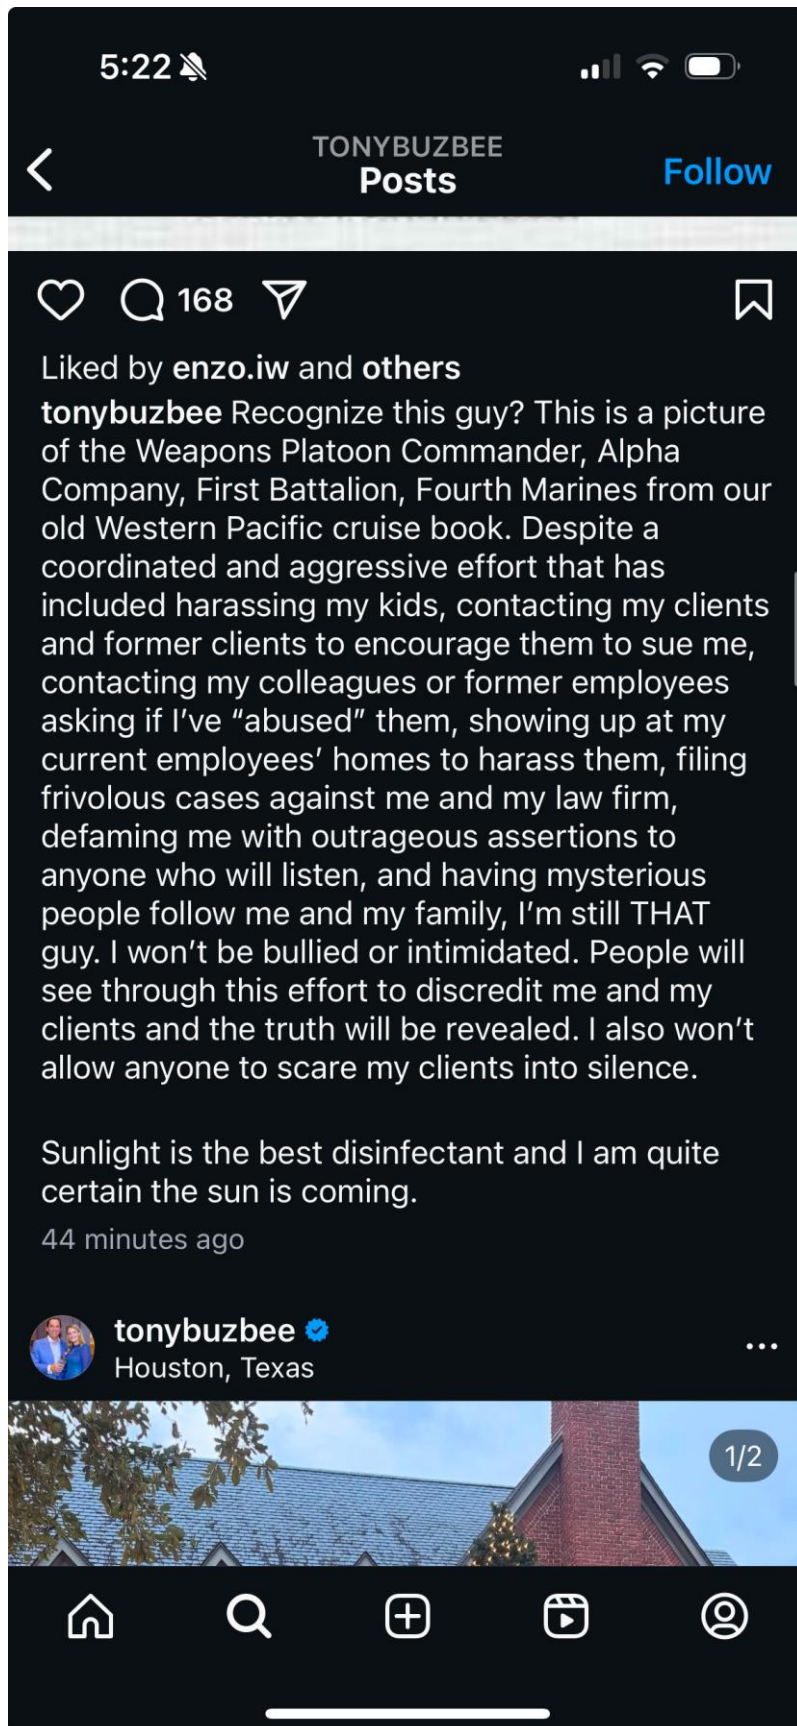 5:22
TONYBUZBEE
Posts
Follow
168
Liked by enzo.iw and others
tonybuzbee Recognize this guy? This is a picture
of the Weapons Platoon Commander, Alpha
Company, First Battalion, Fourth Marines from our
old Western Pacific cruise book. Despite a
coordinated and aggressive effort that has
included harassing my kids, contacting my clients
and former clients to encourage them to sue me,
contacting my colleagues or former employees
asking if I’ve “abused” them, showing up at my
current employees’ homes to harass them, filing
frivolous cases against me and my law firm,
defaming me with outrageous assertions to
anyone who will listen, and having mysterious
people follow me and my family, I’m still THAT
guy. I won’t be bullied or intimidated. People will
see through this effort to discredit me and my
clients and the truth will be revealed. I also won’t
allow anyone to scare my clients into silence.
Sunlight is the best disinfectant and I am quite
certain the sun is coming.
44 minutes ago
tonybuzbee
Houston, Texas
1/2